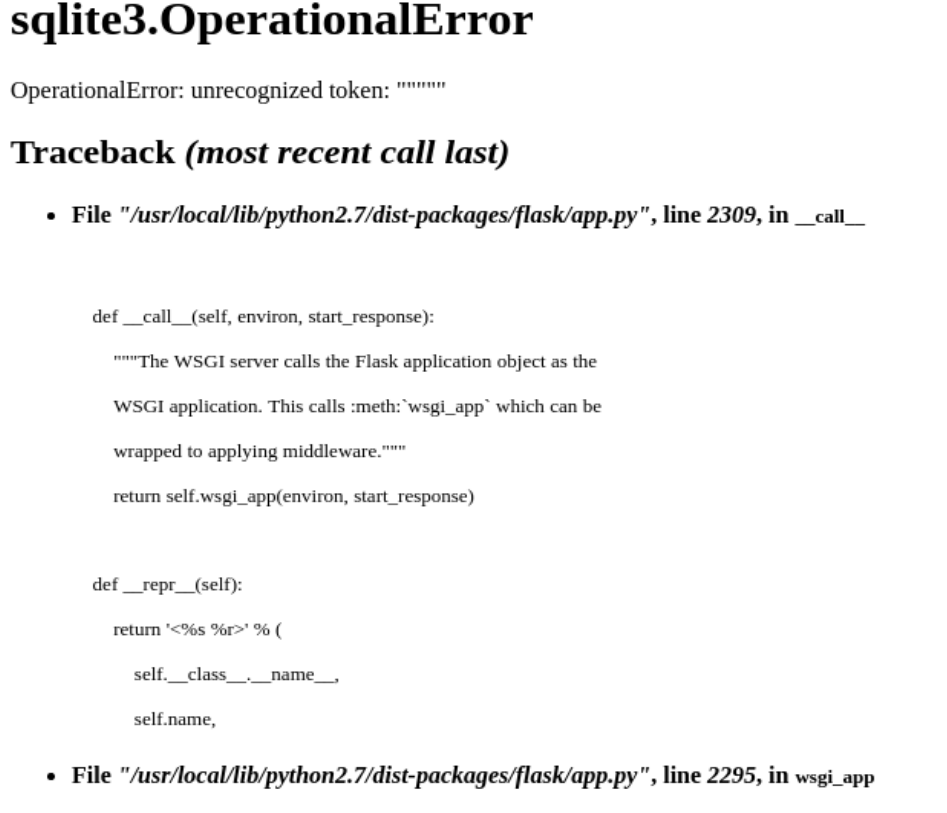 sqlite3.OperationalError
OperationalError: unrecognized token: """""
Traceback (most recent call last)
• File "/usr/local/lib/python2.7/dist-packages/flask/app.py", line 2309, in __call__
def __call__(self, environ, start_response):
"""The WSGI server calls the Flask application object as the
WSGI application. This calls :meth:`wsgi_app` which can be
wrapped to applying middleware."""
return self.wsgi_app(environ, start_response)
def __repr__(self):
return '<%s %r>' % (
self.__class__.__name__,
self.name,
• File "/usr/local/lib/python2.7/dist-packages/flask/app.py", line 2295, in wsgi_app